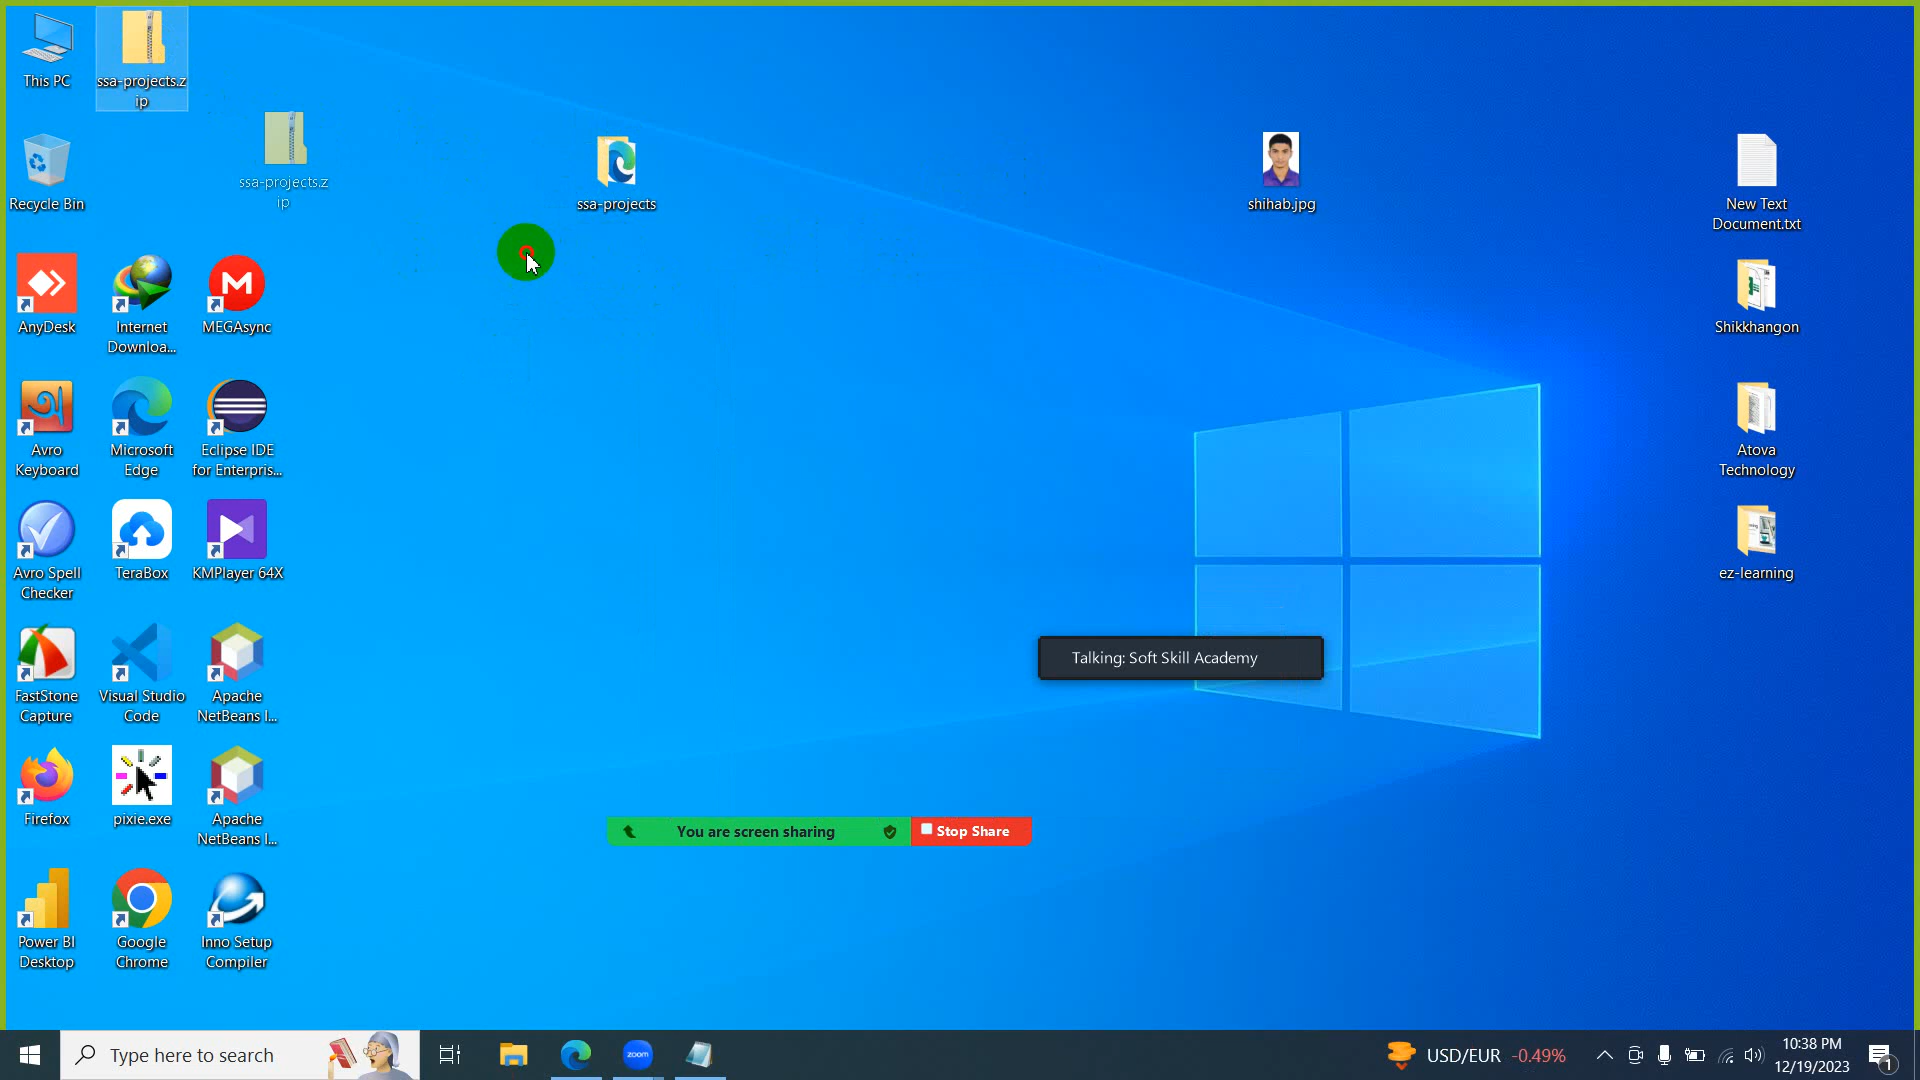 This PC
ssa-projects.z
ip
ssa-projects.z
ip
Recycle Bin
ssa-projects
shihab.jpg
New Text
Document.txt
AnyDesk
Internet
Downloa...
MEGAsync
Shikkhangon
Avro
Keyboard
Microsoft
Edge
Eclipse IDE
for Enterpris...
Atova
Technology
Avro Spell
Checker
TeraBox
KMPlayer 64X
ez-learning
FastStone
Capture
Visual Studio
Code
Apache
NetBeans I...
Talking: Soft Skill Academy
Firefox
pixie.exe
Apache
NetBeans I...
You are screen sharing
Stop Share
Power BI
Desktop
Google
Chrome
Inno Setup
Compiler
Type here to search
zoom
USD/EUR -0.49%
10:38 PM
12/19/2023
1